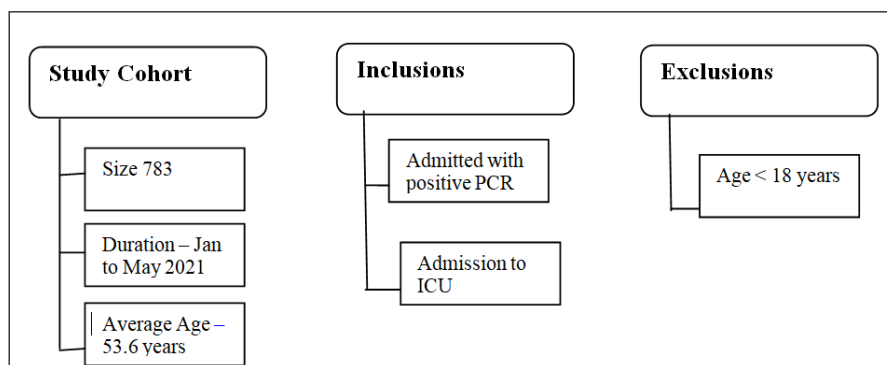 Study Cohort
Size 783
Duration – Jan
to May 2021
Average Age –
53.6 years
Inclusions
Admitted with
positive PCR
Admission to
ICU
Exclusions
Age < 18 years